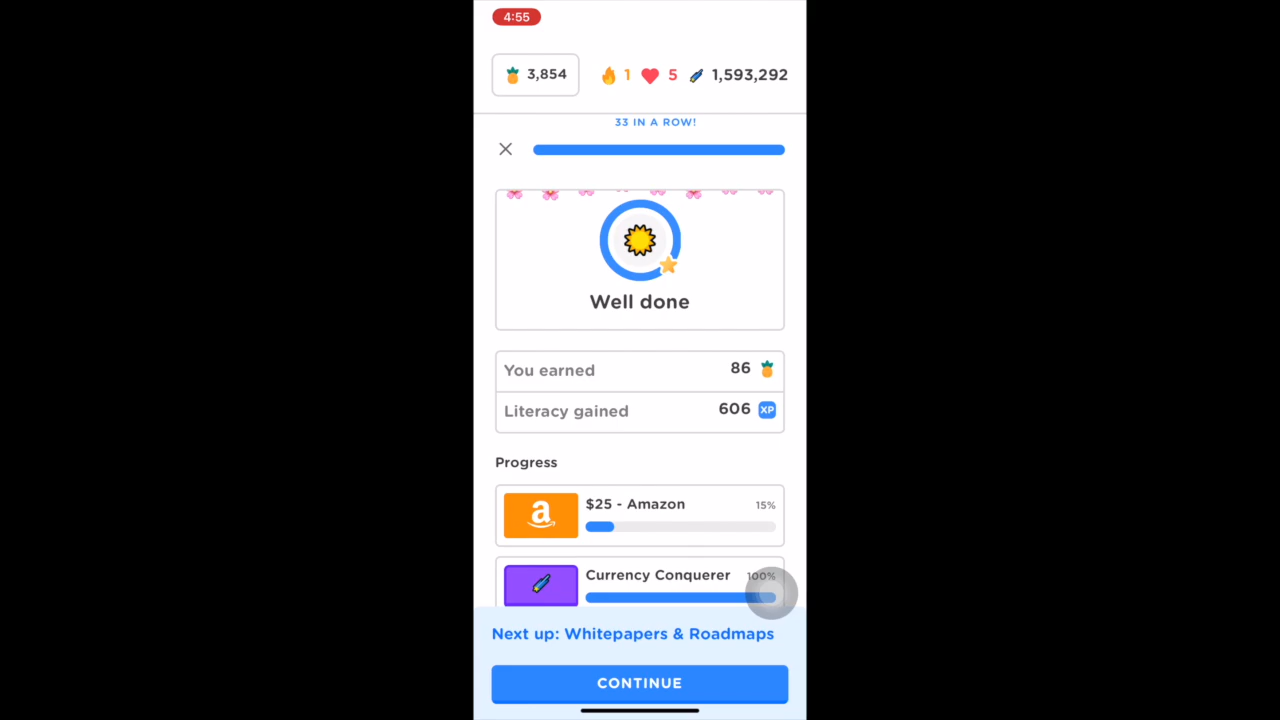 4:55
3,854 1 5 1,593,292
33 IN A ROW!
Well done
You earned 86
Literacy gained 606 XP
Progress
a $25 - Amazon 15%
Currency Conquerer 100%
Next up: Whitepapers & Roadmaps
CONTINUE